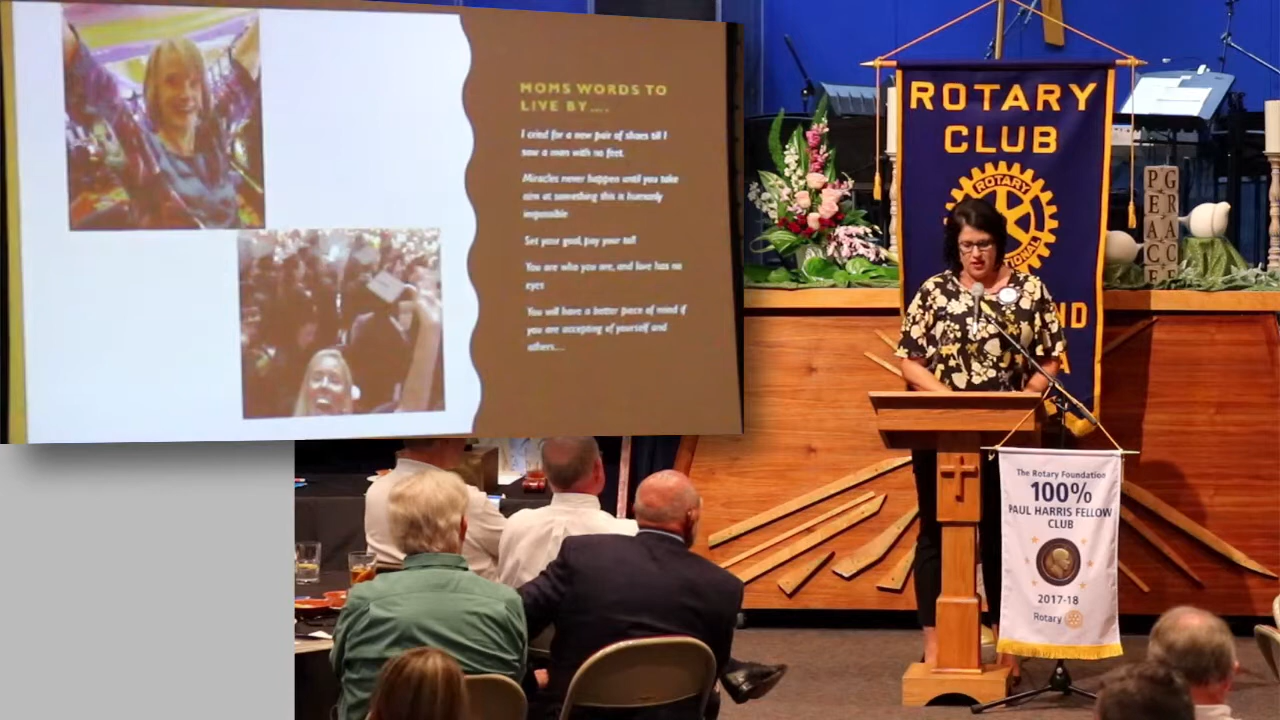 MOMS WORDS TO
LIVE BY....
I cried for a new pair of shoes till I
saw a man with no feet.
Miracles never happen until you take
aim at something this is humanly
impossible
Set your goal, pay your toll
You are who you are, and love has no
eyes
You will have a better piece of mind if
you are accepting of yourself and
others....
ROTARY
CLUB
ROTARY
PEACE
GRACE
The Rotary Foundation
100%
PAUL HARRIS FELLOW
CLUB
2017-18
Rotary